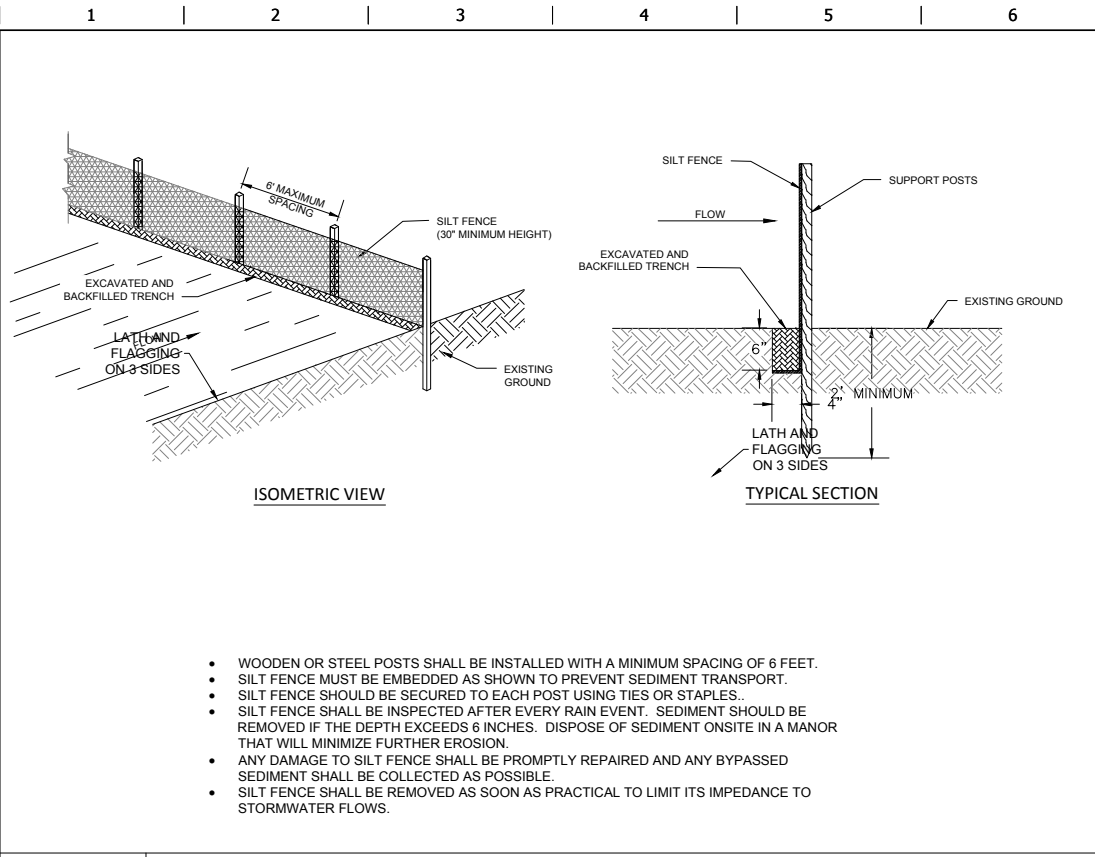 1 2 3 4 5 6
6' MAXIMUM
SPACING
SILT FENCE
(30" MINIMUM HEIGHT)
EXCAVATED AND
BACKFILLED TRENCH
FLOW
LATH AND
FLAGGING
ON 3 SIDES
EXISTING
GROUND
ISOMETRIC VIEW
SILT FENCE
SUPPORT POSTS
FLOW
EXCAVATED AND
BACKFILLED TRENCH
EXISTING GROUND
6"
2' MINIMUM
4"
LATH AND
FLAGGING
ON 3 SIDES
TYPICAL SECTION
• WOODEN OR STEEL POSTS SHALL BE INSTALLED WITH A MINIMUM SPACING OF 6 FEET.
• SILT FENCE MUST BE EMBEDDED AS SHOWN TO PREVENT SEDIMENT TRANSPORT.
• SILT FENCE SHOULD BE SECURED TO EACH POST USING TIES OR STAPLES..
• SILT FENCE SHALL BE INSPECTED AFTER EVERY RAIN EVENT. SEDIMENT SHOULD BE
REMOVED IF THE DEPTH EXCEEDS 6 INCHES. DISPOSE OF SEDIMENT ONSITE IN A MANOR
THAT WILL MINIMIZE FURTHER EROSION.
• ANY DAMAGE TO SILT FENCE SHALL BE PROMPTLY REPAIRED AND ANY BYPASSED
SEDIMENT SHALL BE COLLECTED AS POSSIBLE.
• SILT FENCE SHALL BE REMOVED AS SOON AS PRACTICAL TO LIMIT ITS IMPEDANCE TO
STORMWATER FLOWS.